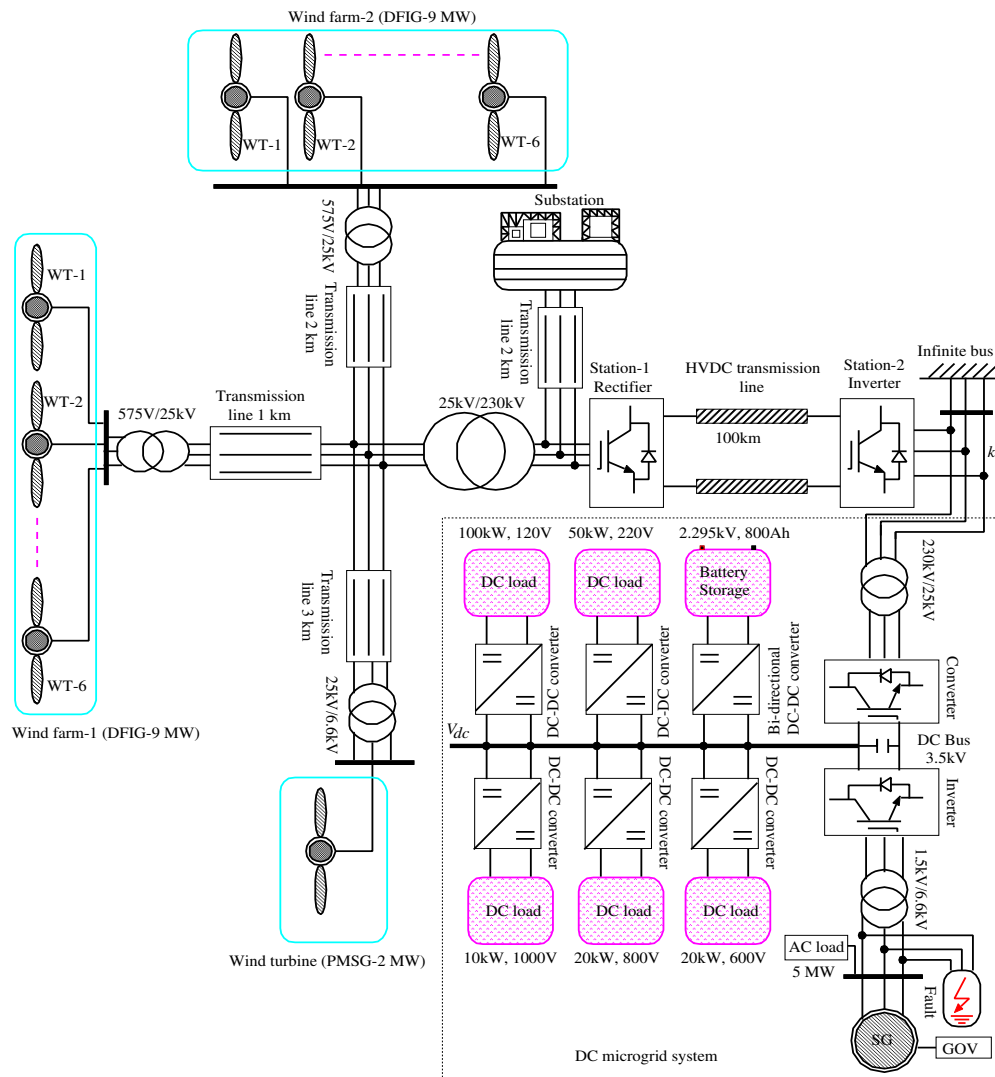 Wind farm-2 (DFIG-9 MW)
WT-1
WT-2
WT-6
575V/25kV
Transmission
line 2 km
Substation
Transmission
line 2 km
WT-1
WT-2
WT-6
Wind farm-1 (DFIG-9 MW)
575V/25kV
Transmission
line 1 km
25kV/230kV
Station-1
Rectifier
HVDC transmission
line
100km
Station-2
Inverter
Infinite bus
k
Transmission
line 3 km
25kV/6.6kV
Wind turbine (PMSG-2 MW)
100kW, 120V
50kW, 220V
2.295kV, 800Ah
DC load
DC load
Battery
Storage
230kV/25kV
DC-DC converter
DC-DC converter
Bi-directional
DC-DC converter
Converter
Vdc
DC Bus
3.5kV
DC-DC converter
DC-DC converter
DC-DC converter
Inverter
DC load
DC load
DC load
10kW, 1000V
20kW, 800V
20kW, 600V
1.5kV/6.6kV
AC load
5 MW
Fault
SG
GOV
DC microgrid system